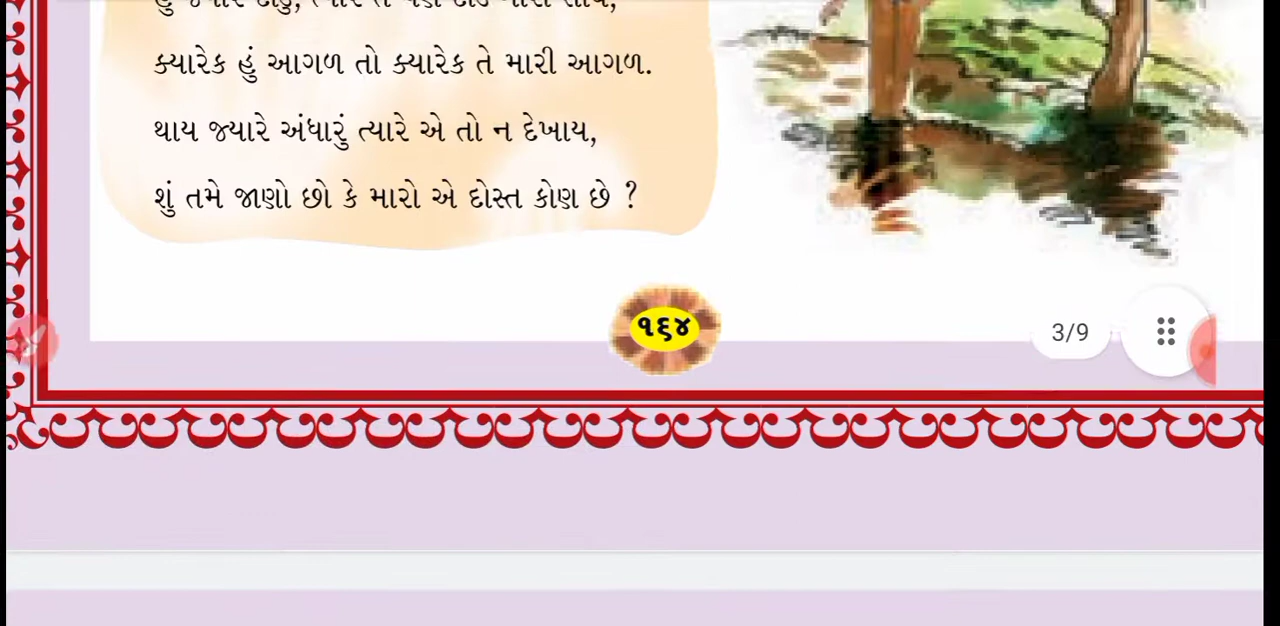 ક્યારેક હું આગળ તો ક્યારેક તે મારી આગળ.
થાય જ્યારે અંધારું ત્યારે એ તો ન દેખાય,
શું તમે જાણો છો કે મારો એ દોસ્ત કોણ છે ?
૧૬૪
3/9